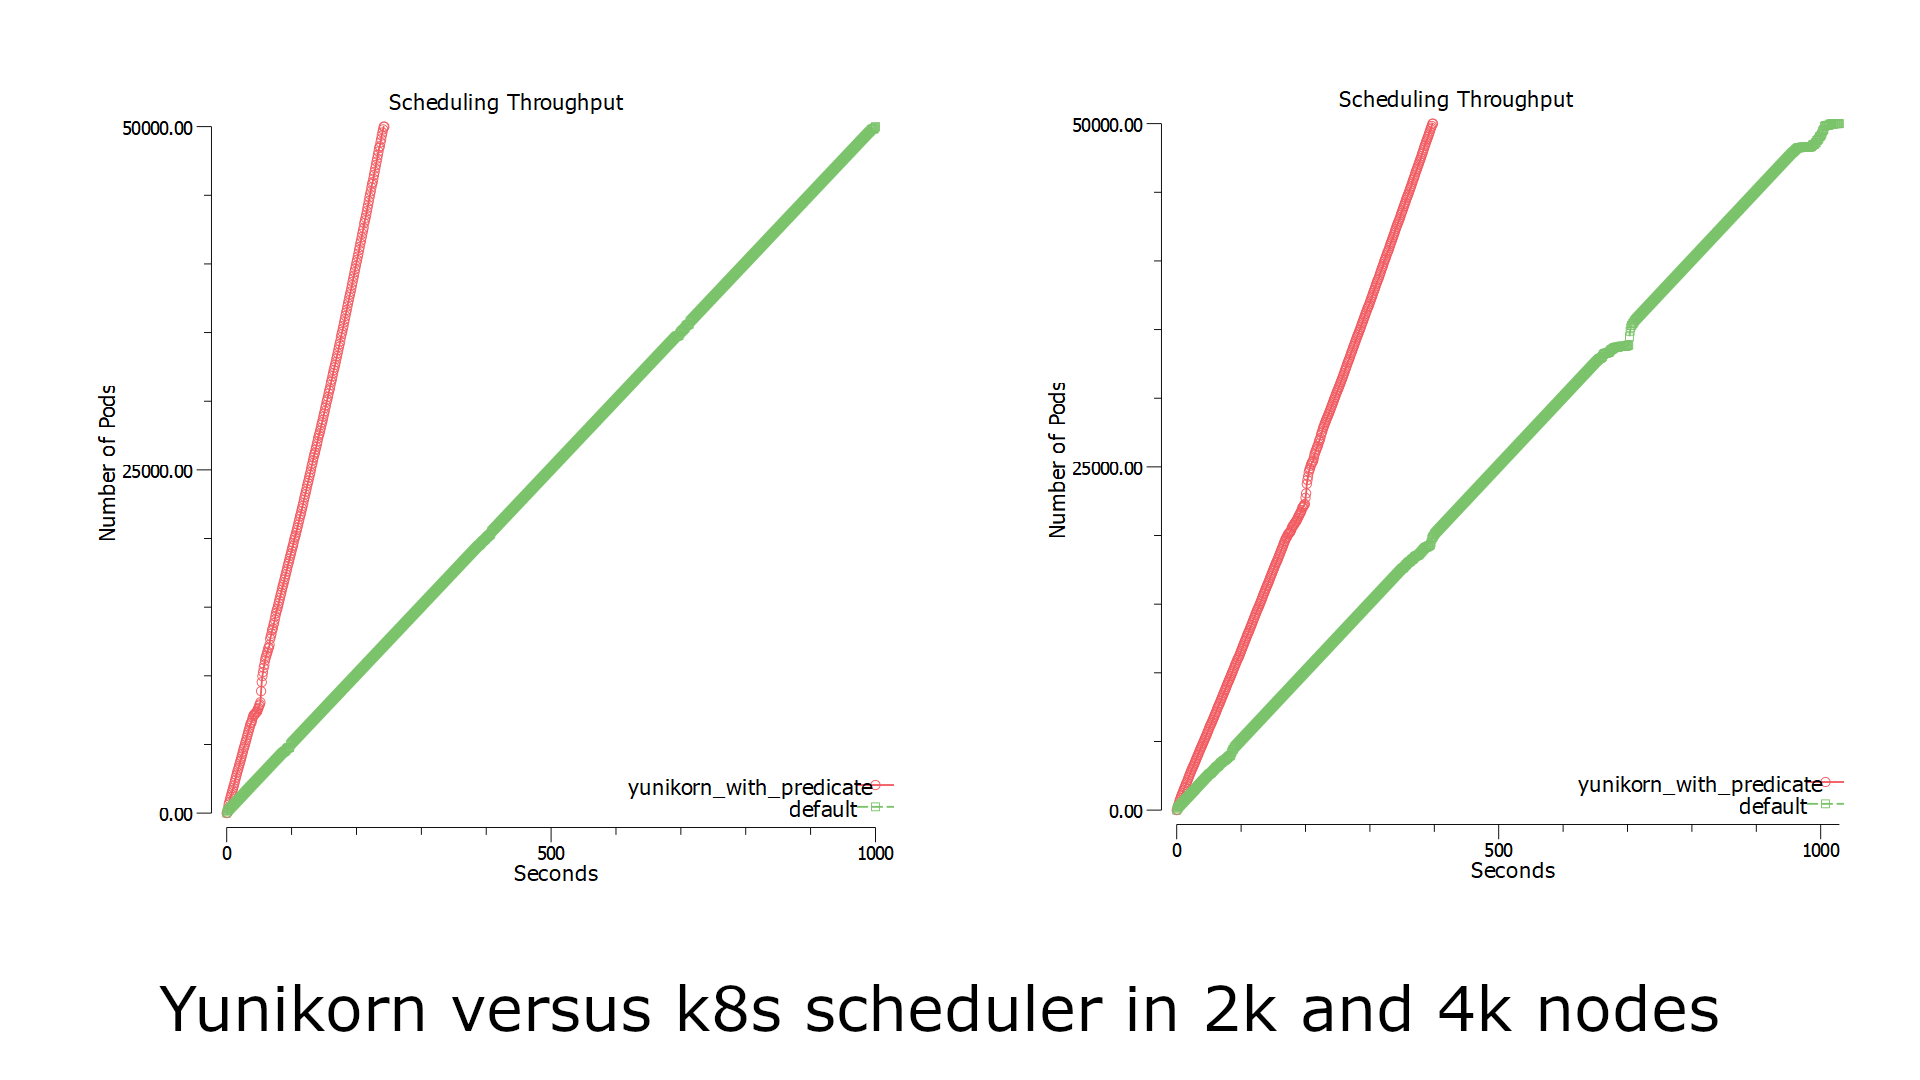 Scheduling Throughput
50000.00
25000.00
0.00
Number of Pods
yunikorn_with_predicate
default
0
500
1000
Seconds
Scheduling Throughput
50000.00
25000.00
0.00
Number of Pods
yunikorn_with_predicate
default
0
500
1000
Seconds
Yunikorn versus k8s scheduler in 2k and 4k nodes